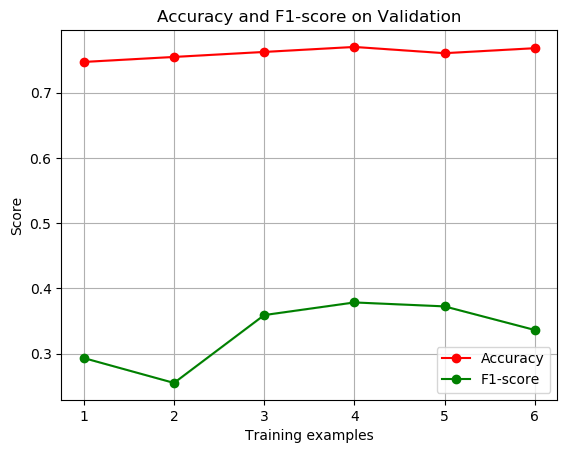 Accuracy and F1-score on Validation
Score
0.7
0.6
0.5
0.4
0.3
Accuracy
F1-score
1 2 3 4 5 6
Training examples